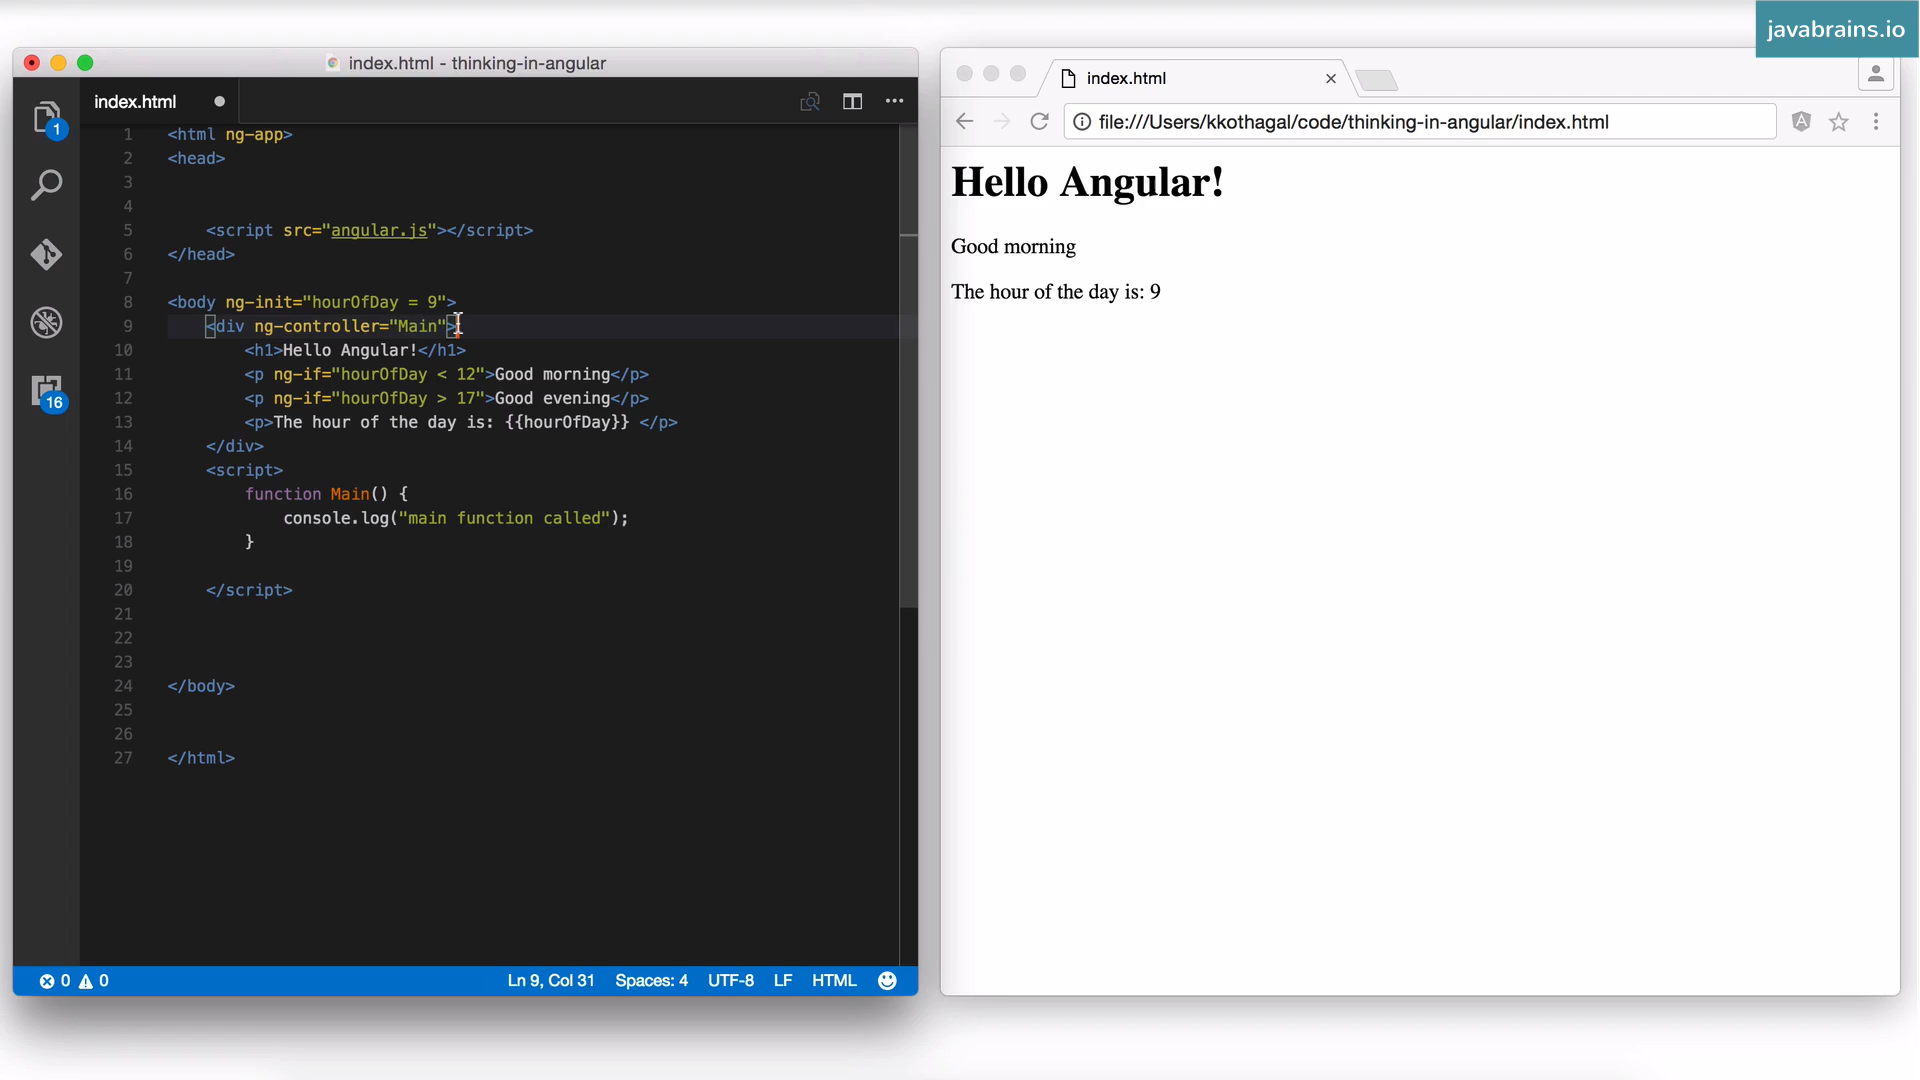 javabrains.io
index.html - thinking-in-angular
index.html
1 <html ng-app>
2 <head>
3
4
5 <script src="angular.js"></script>
6 </head>
7
8 <body ng-init="hourOfDay = 9">
9 <div ng-controller="Main">
10 <h1>Hello Angular!</h1>
11 <p ng-if="hourOfDay < 12">Good morning</p>
12 <p ng-if="hourOfDay > 17">Good evening</p>
13 <p>The hour of the day is: {{hourOfDay}} </p>
14 </div>
15 <script>
16 function Main() {
17 console.log("main function called");
18 }
19
20 </script>
21
22
23
24 </body>
25
26
27 </html>
1
16
0 0 Ln 9, Col 31 Spaces: 4 UTF-8 LF HTML
index.html
file:///Users/kkothagal/code/thinking-in-angular/index.html
Hello Angular!
Good morning
The hour of the day is: 9